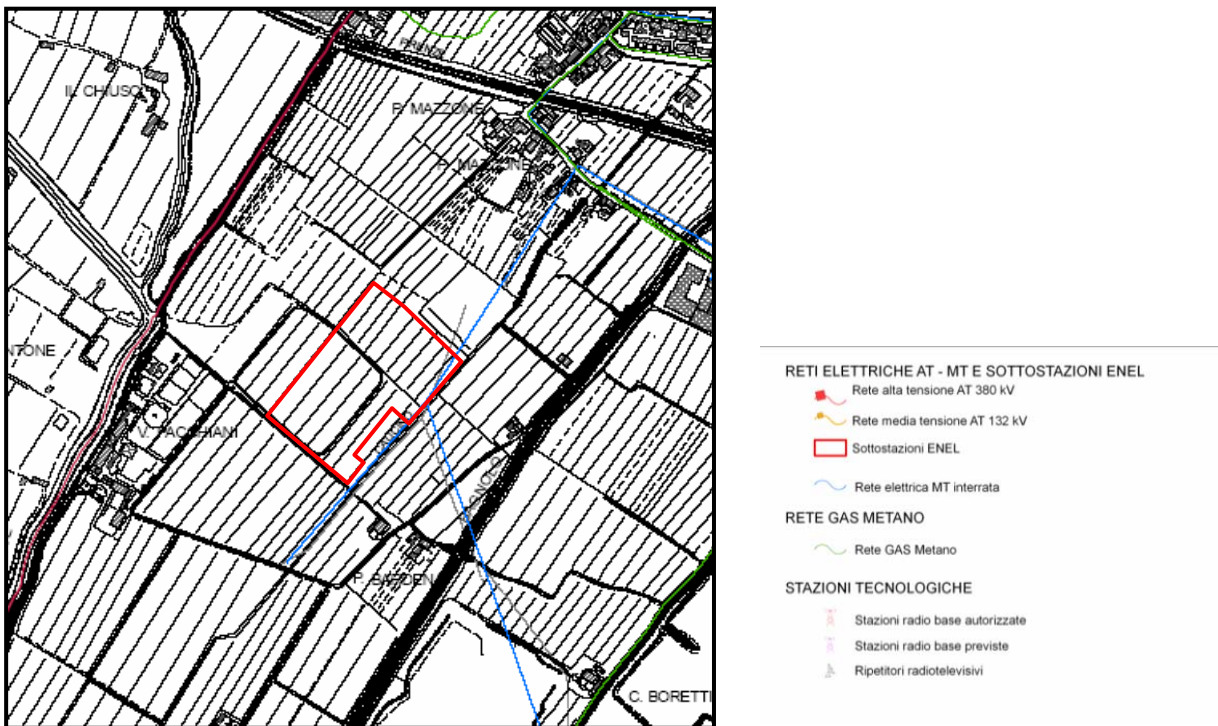 IL CHIUSO
P. MAZZONE
P. MAZZONE
NTONE
V. PACCHIANI
C. BORETTI
RETI ELETTRICHE AT - MT E SOTTOSTAZIONI ENEL
Rete alta tensione AT 380 kV
Rete media tensione AT 132 kV
Sottostazioni ENEL
Rete elettrica MT interrata
RETE GAS METANO
Rete GAS Metano
STAZIONI TECNOLOGICHE
Stazioni radio base autorizzate
Stazioni radio base previste
Ripetitori radiotelevisivi